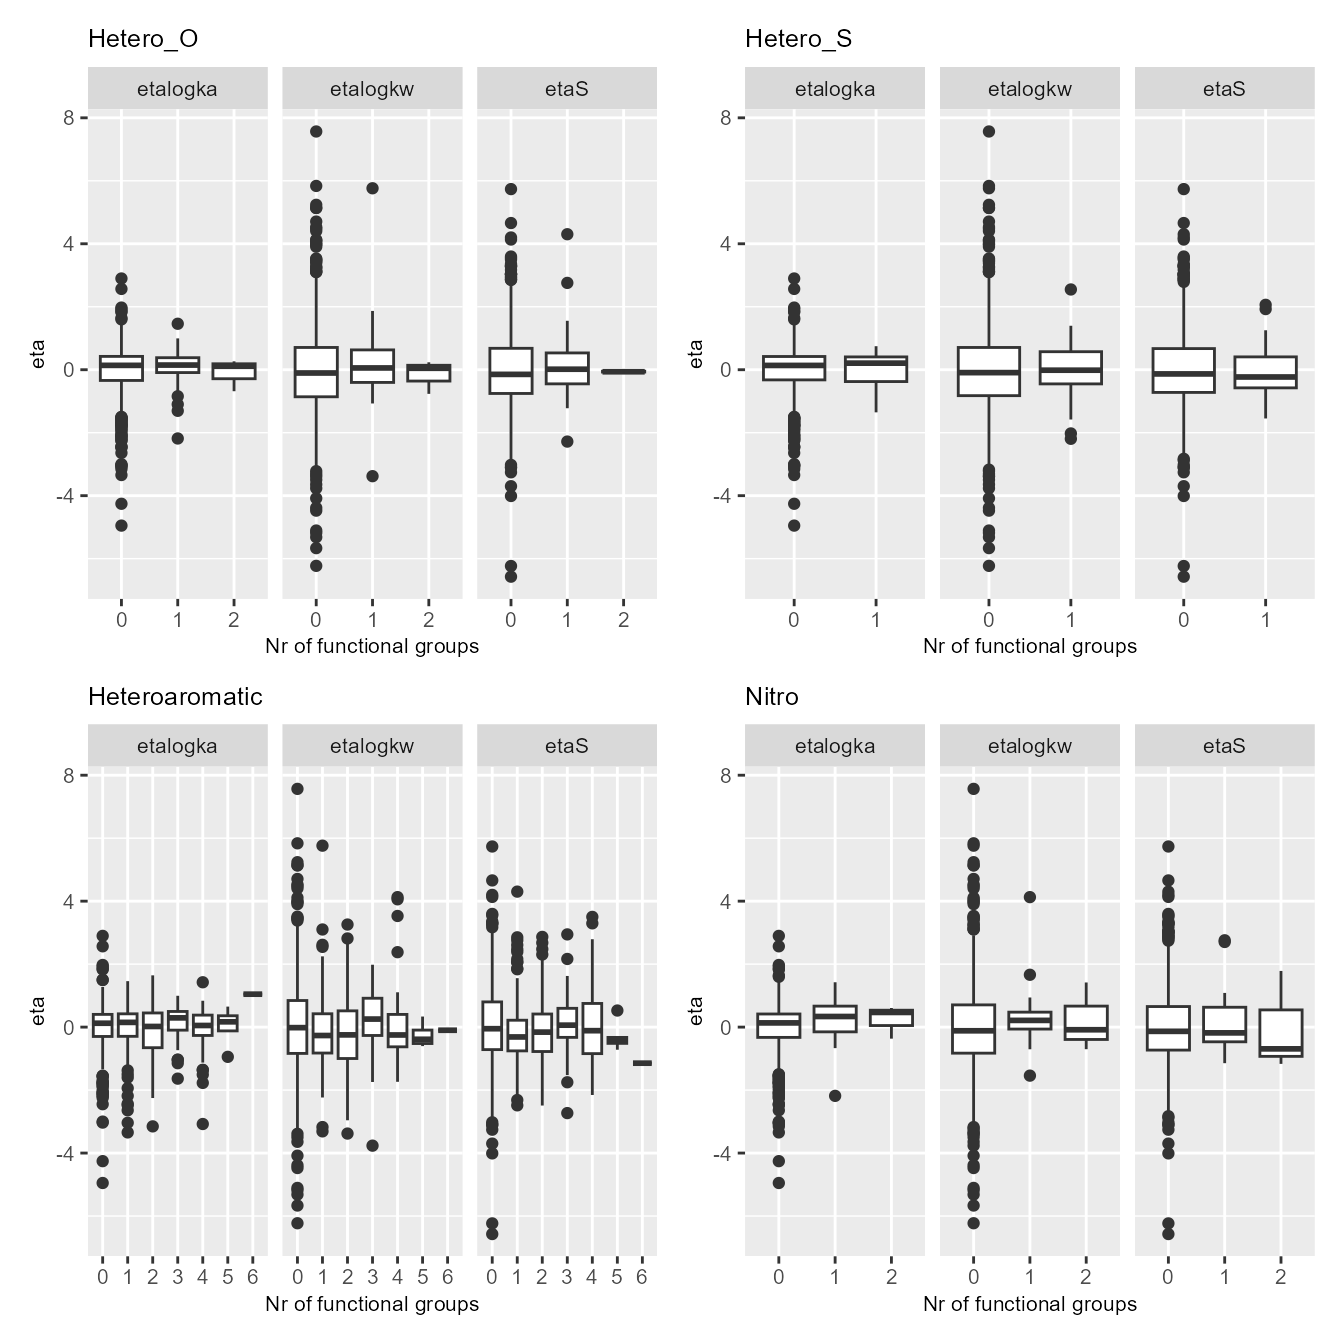 Hetero_O
etalogka etalogkw etaS
8
4
0
-4
eta
0 1 2 0 1 2 0 1 2
Nr of functional groups
Hetero_S
etalogka etalogkw etaS
8
4
0
-4
eta
0 1 0 1 0 1
Nr of functional groups
Heteroaromatic
etalogka etalogkw etaS
8
4
0
-4
eta
0 1 2 3 4 5 6 0 1 2 3 4 5 6 0 1 2 3 4 5 6
Nr of functional groups
Nitro
etalogka etalogkw etaS
8
4
0
-4
eta
0 1 2 0 1 2 0 1 2
Nr of functional groups